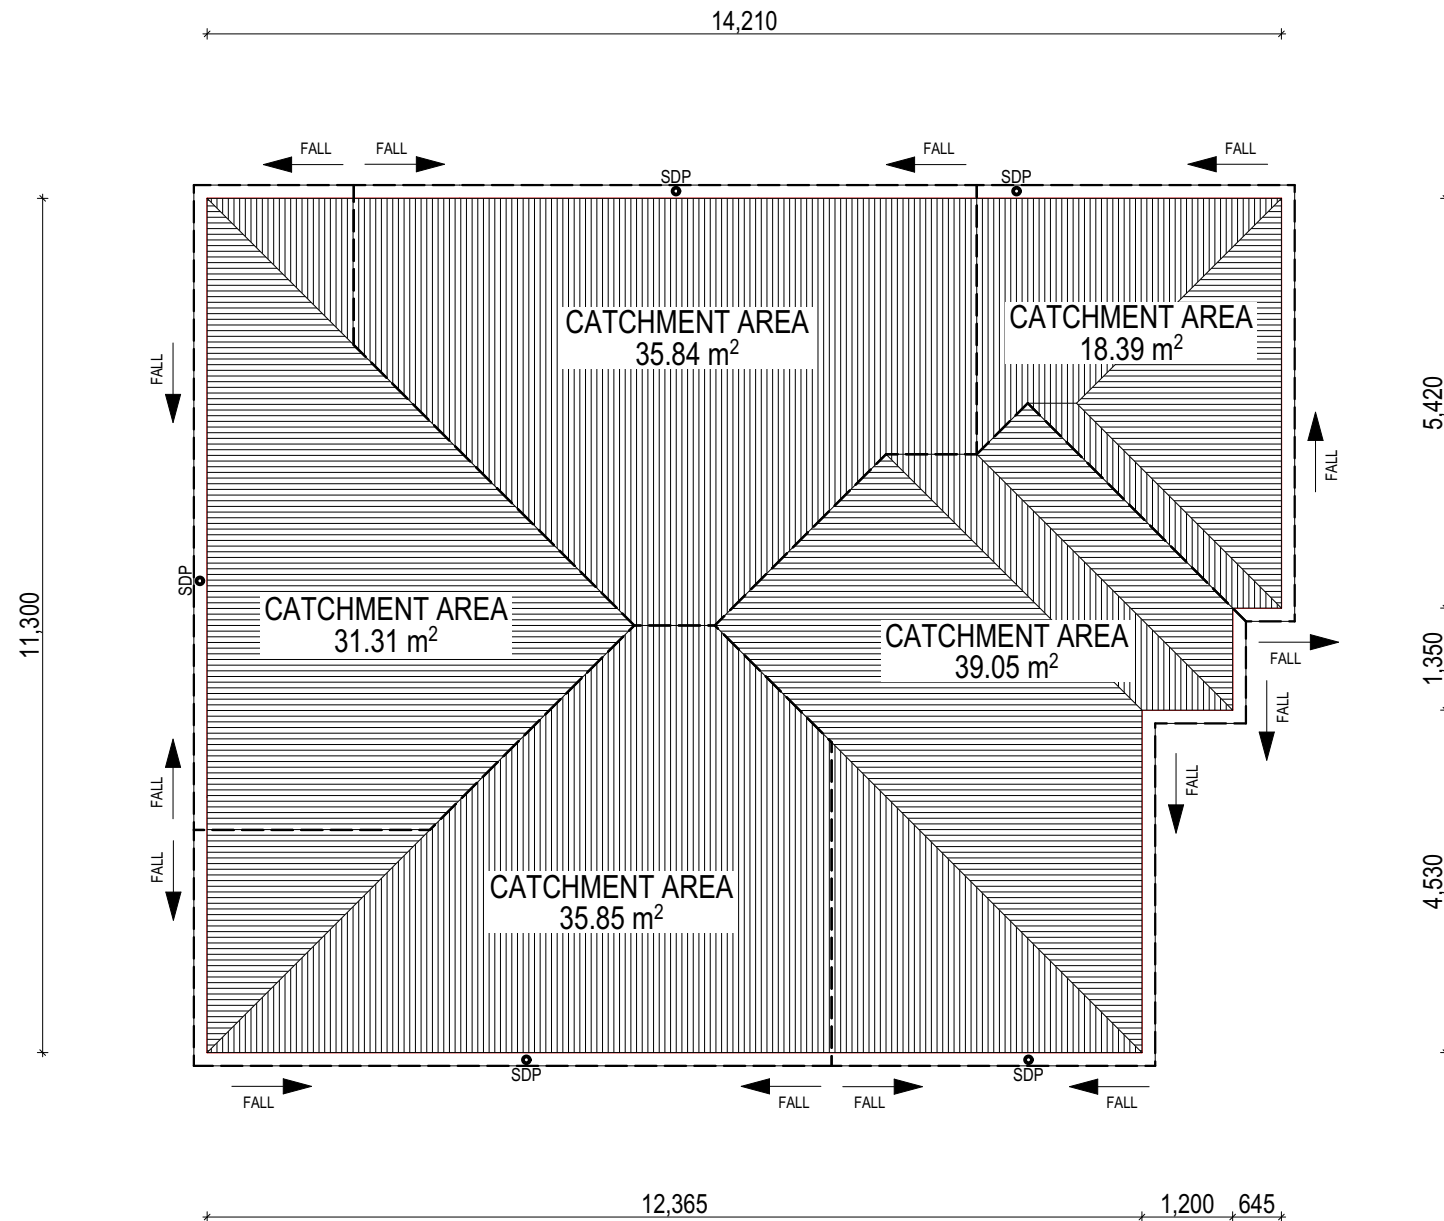 14,210
FALL
FALL
FALL
FALL
SDP
SDP
CATCHMENT AREA
35.84 m²
CATCHMENT AREA
18.39 m²
FALL
5,420
FALL
11,300
SDP
CATCHMENT AREA
31.31 m²
CATCHMENT AREA
39.05 m²
FALL
1,350
FALL
FALL
FALL
FALL
CATCHMENT AREA
35.85 m²
4,530
SDP
SDP
FALL
FALL
FALL
FALL
12,365
1,200
645